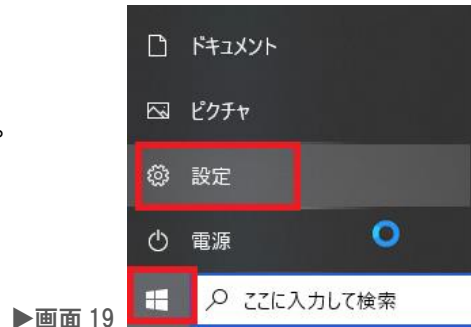 ドキュメント
ピクチャ
。
設定
電源
ここに入力して検索
▶画面 19